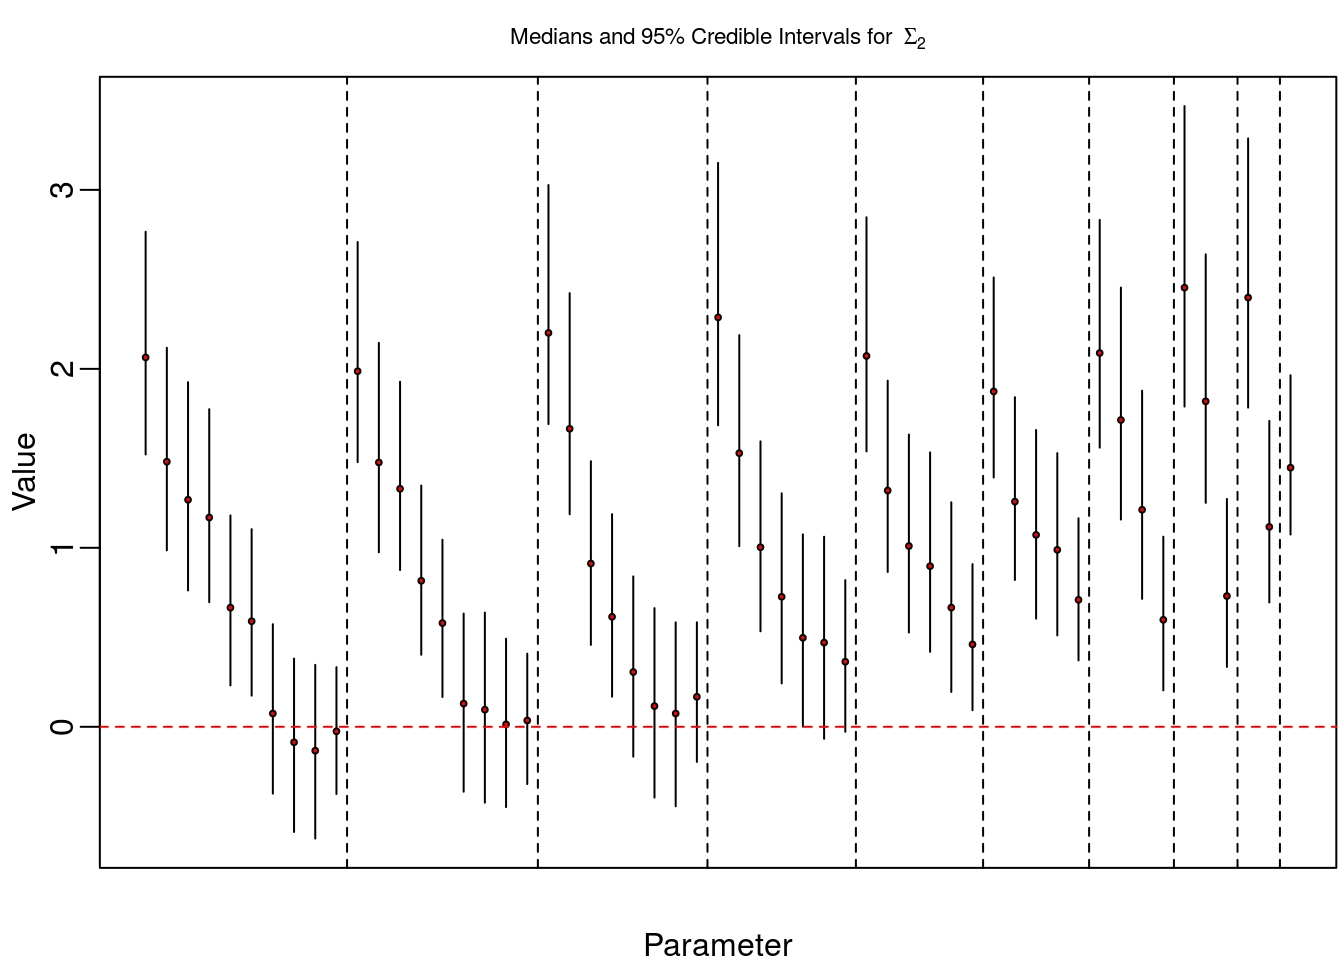 Medians and 95% Credible Intervals for Σ₂
Value
3
2
1
0
Parameter